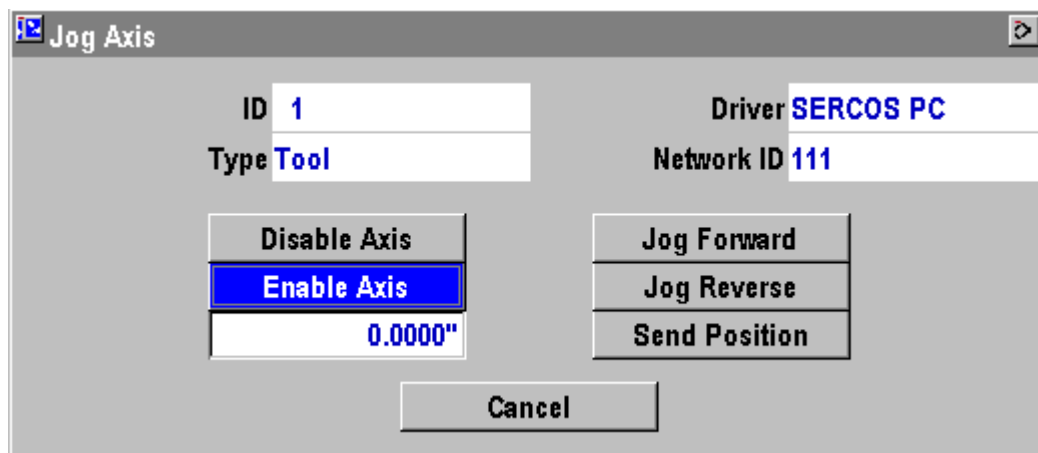 Jog Axis
ID 1 Driver SERCOS PC
Type Tool Network ID 111
Disable Axis Jog Forward
Enable Axis Jog Reverse
0.0000" Send Position
Cancel